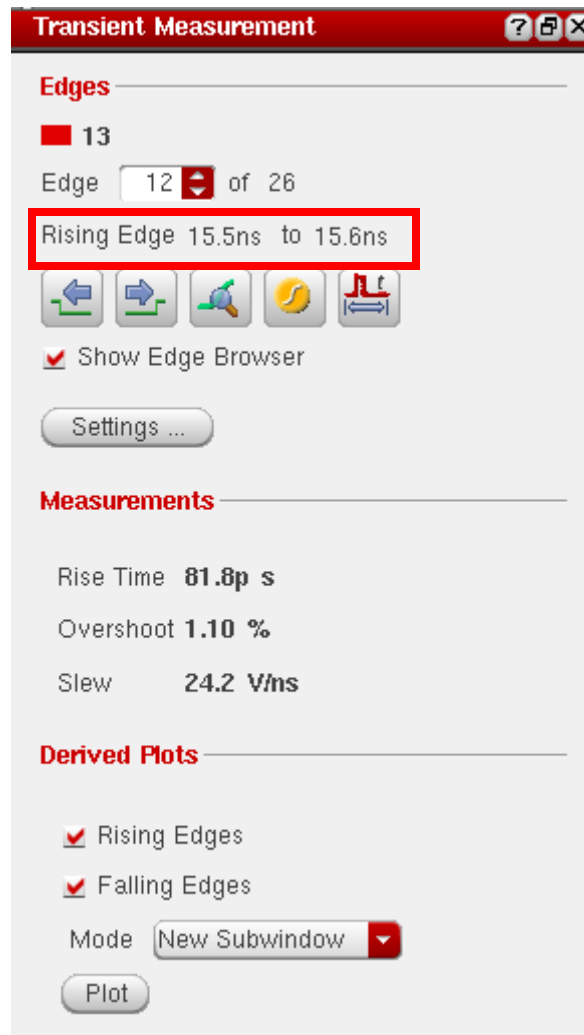 Transient Measurement
Edges
13
Edge 12 of 26
Rising Edge 15.5ns to 15.6ns
Show Edge Browser
Settings ...
Measurements
Rise Time 81.8p s
Overshoot 1.10 %
Slew 24.2 V/ns
Derived Plots
Rising Edges
Falling Edges
Mode New Subwindow
Plot